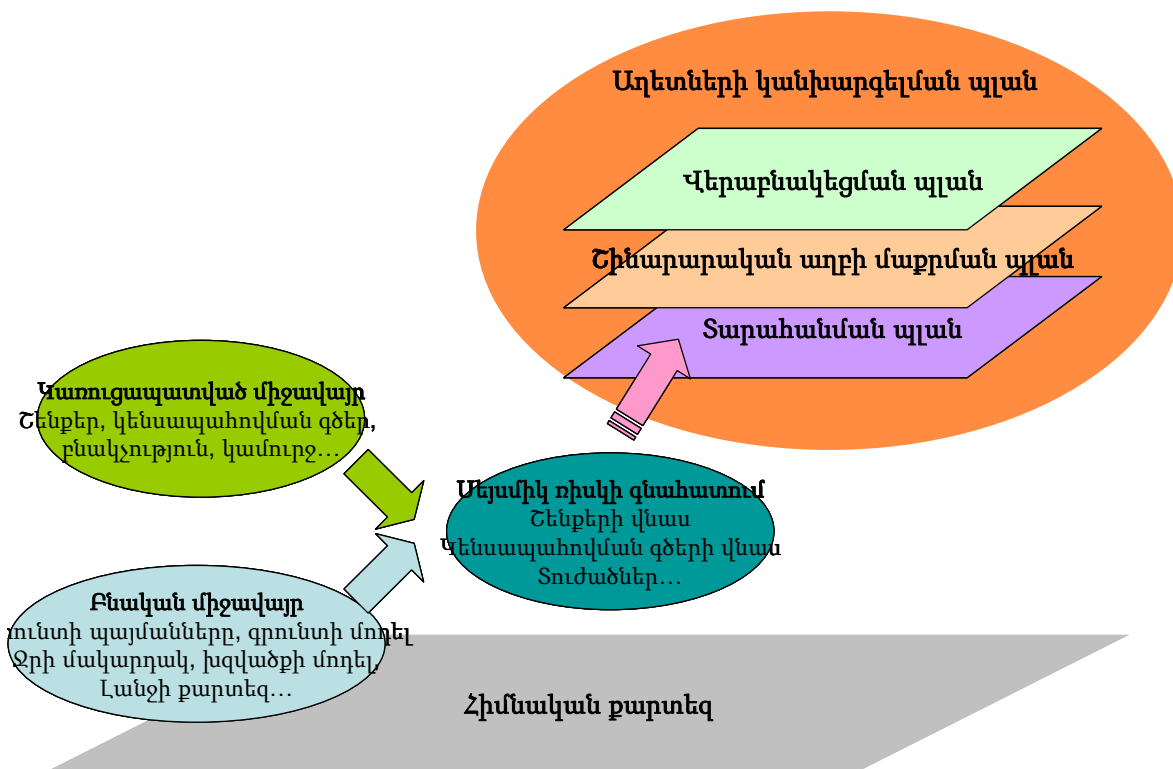 Աղետների կանխարգելման պլան
Վերաբնակեցման պլան
Շինարարական աղբի մաքրման պլան
Տարահանման պլան
Կառուցապատված միջավայր
Շենքեր, կենսապահովման գծեր,
բնակչություն, կամուրջ…
Սեյսմիկ ռիսկի գնահատում
Շենքերի վնաս
Կենսապահովման գծերի վնաս
Տուժածներ…
Բնական միջավայր
պայմանները, գրունտի մոդել
Ջրի մակարդակ, խզվածքի մոդել,
Լանջի քարտեզ…
Հիմնական քարտեզ